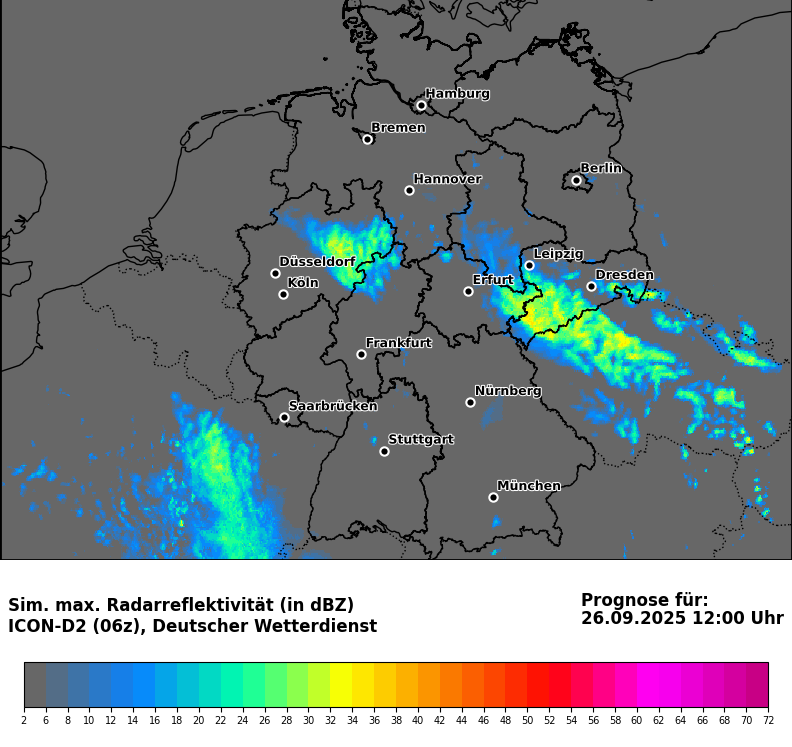 Hamburg
Bremen
Berlin
Hannover
Leipzig
Düsseldorf
Dresden
Erfurt
Köln
Frankfurt
Nürnberg
Saarbrücken
Stuttgart
München
Sim. max. Radarreflektivität (in dBZ)
ICON-D2 (06z), Deutscher Wetterdienst
Prognose für:
26.09.2025 12:00 Uhr
2 6 8 10 12 14 16 18 20 22 24 26 28 30 32 34 36 38 40 42 44 46 48 50 52 54 56 58 60 62 64 66 68 70 72